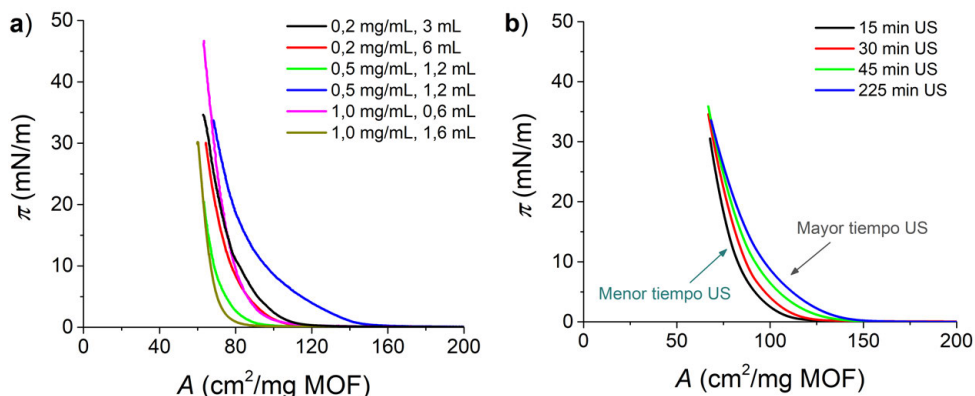 a)
0,2 mg/mL, 3 mL
0,2 mg/mL, 6 mL
0,5 mg/mL, 1,2 mL
0,5 mg/mL, 1,2 mL
1,0 mg/mL, 0,6 mL
1,0 mg/mL, 1,6 mL
50
40
30
20
10
0
π (mN/m)
0 40 80 120 160 200
A (cm²/mg MOF)
b)
15 min US
30 min US
45 min US
225 min US
50
40
30
20
10
0
π (mN/m)
Mayor tiempo US
Menor tiempo US
0 50 100 150 200
A (cm²/mg MOF)